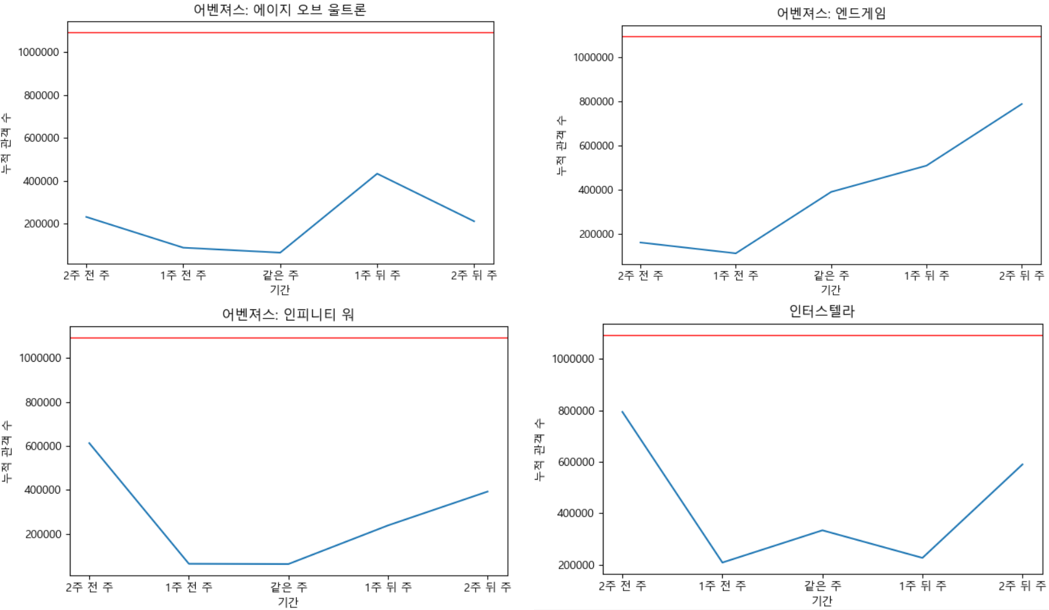 어벤져스: 에이지 오브 울트론
누적 관객 수
1000000
800000
600000
400000
200000
2주 전 주
1주 전 주
같은 주
1주 뒤 주
2주 뒤 주
기간
어벤져스: 엔드게임
누적 관객 수
1000000
800000
600000
400000
200000
2주 전 주
1주 전 주
같은 주
1주 뒤 주
2주 뒤 주
기간
어벤져스: 인피니티 워
누적 관객 수
1000000
800000
600000
400000
200000
2주 전 주
1주 전 주
같은 주
1주 뒤 주
2주 뒤 주
기간
인터스텔라
누적 관객 수
1000000
800000
600000
400000
200000
2주 전 주
1주 전 주
같은 주
1주 뒤 주
2주 뒤 주
기간